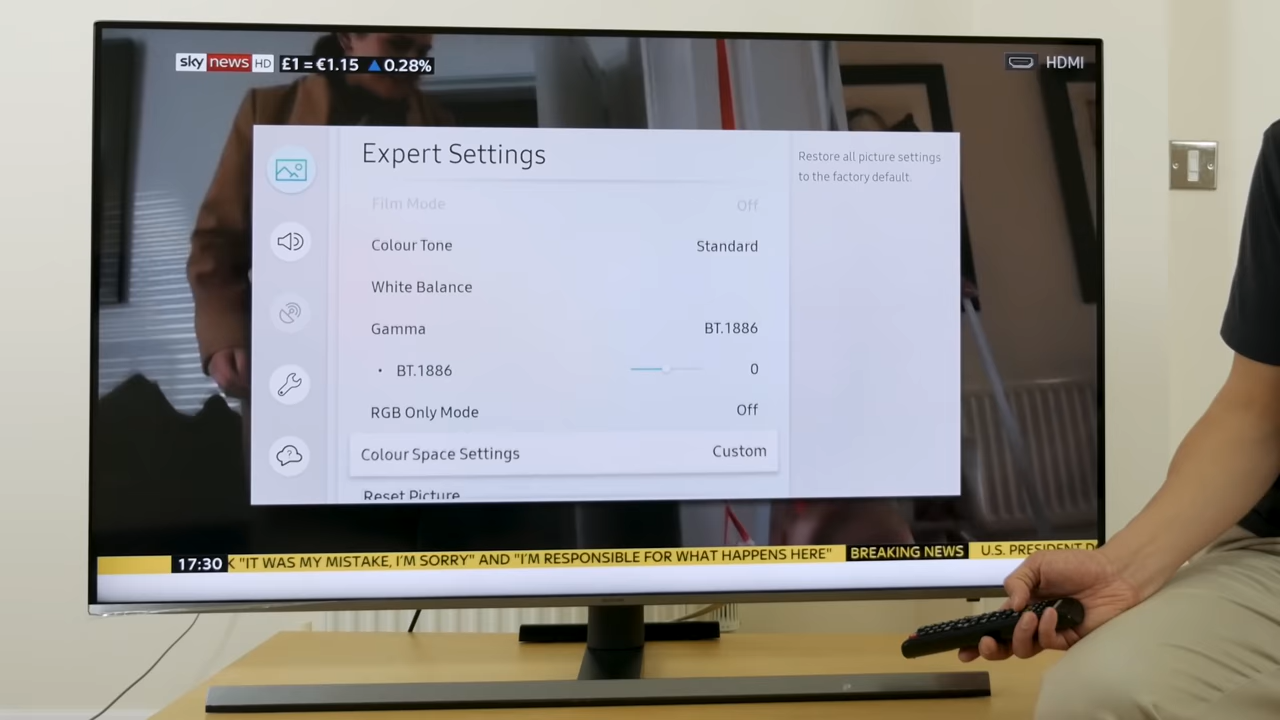 sky news HD £1 = €1.15 ▲ 0.28%
HDMI
Expert Settings
Restore all picture settings
to the factory default.
Film Mode Off
Colour Tone Standard
White Balance
Gamma BT.1886
• BT.1886 0
RGB Only Mode Off
Colour Space Settings Custom
Reset Picture
17:30 K "IT WAS MY MISTAKE, I'M SORRY" AND "I'M RESPONSIBLE FOR WHAT HAPPENS HERE" BREAKING NEWS U.S. PRESIDENT D